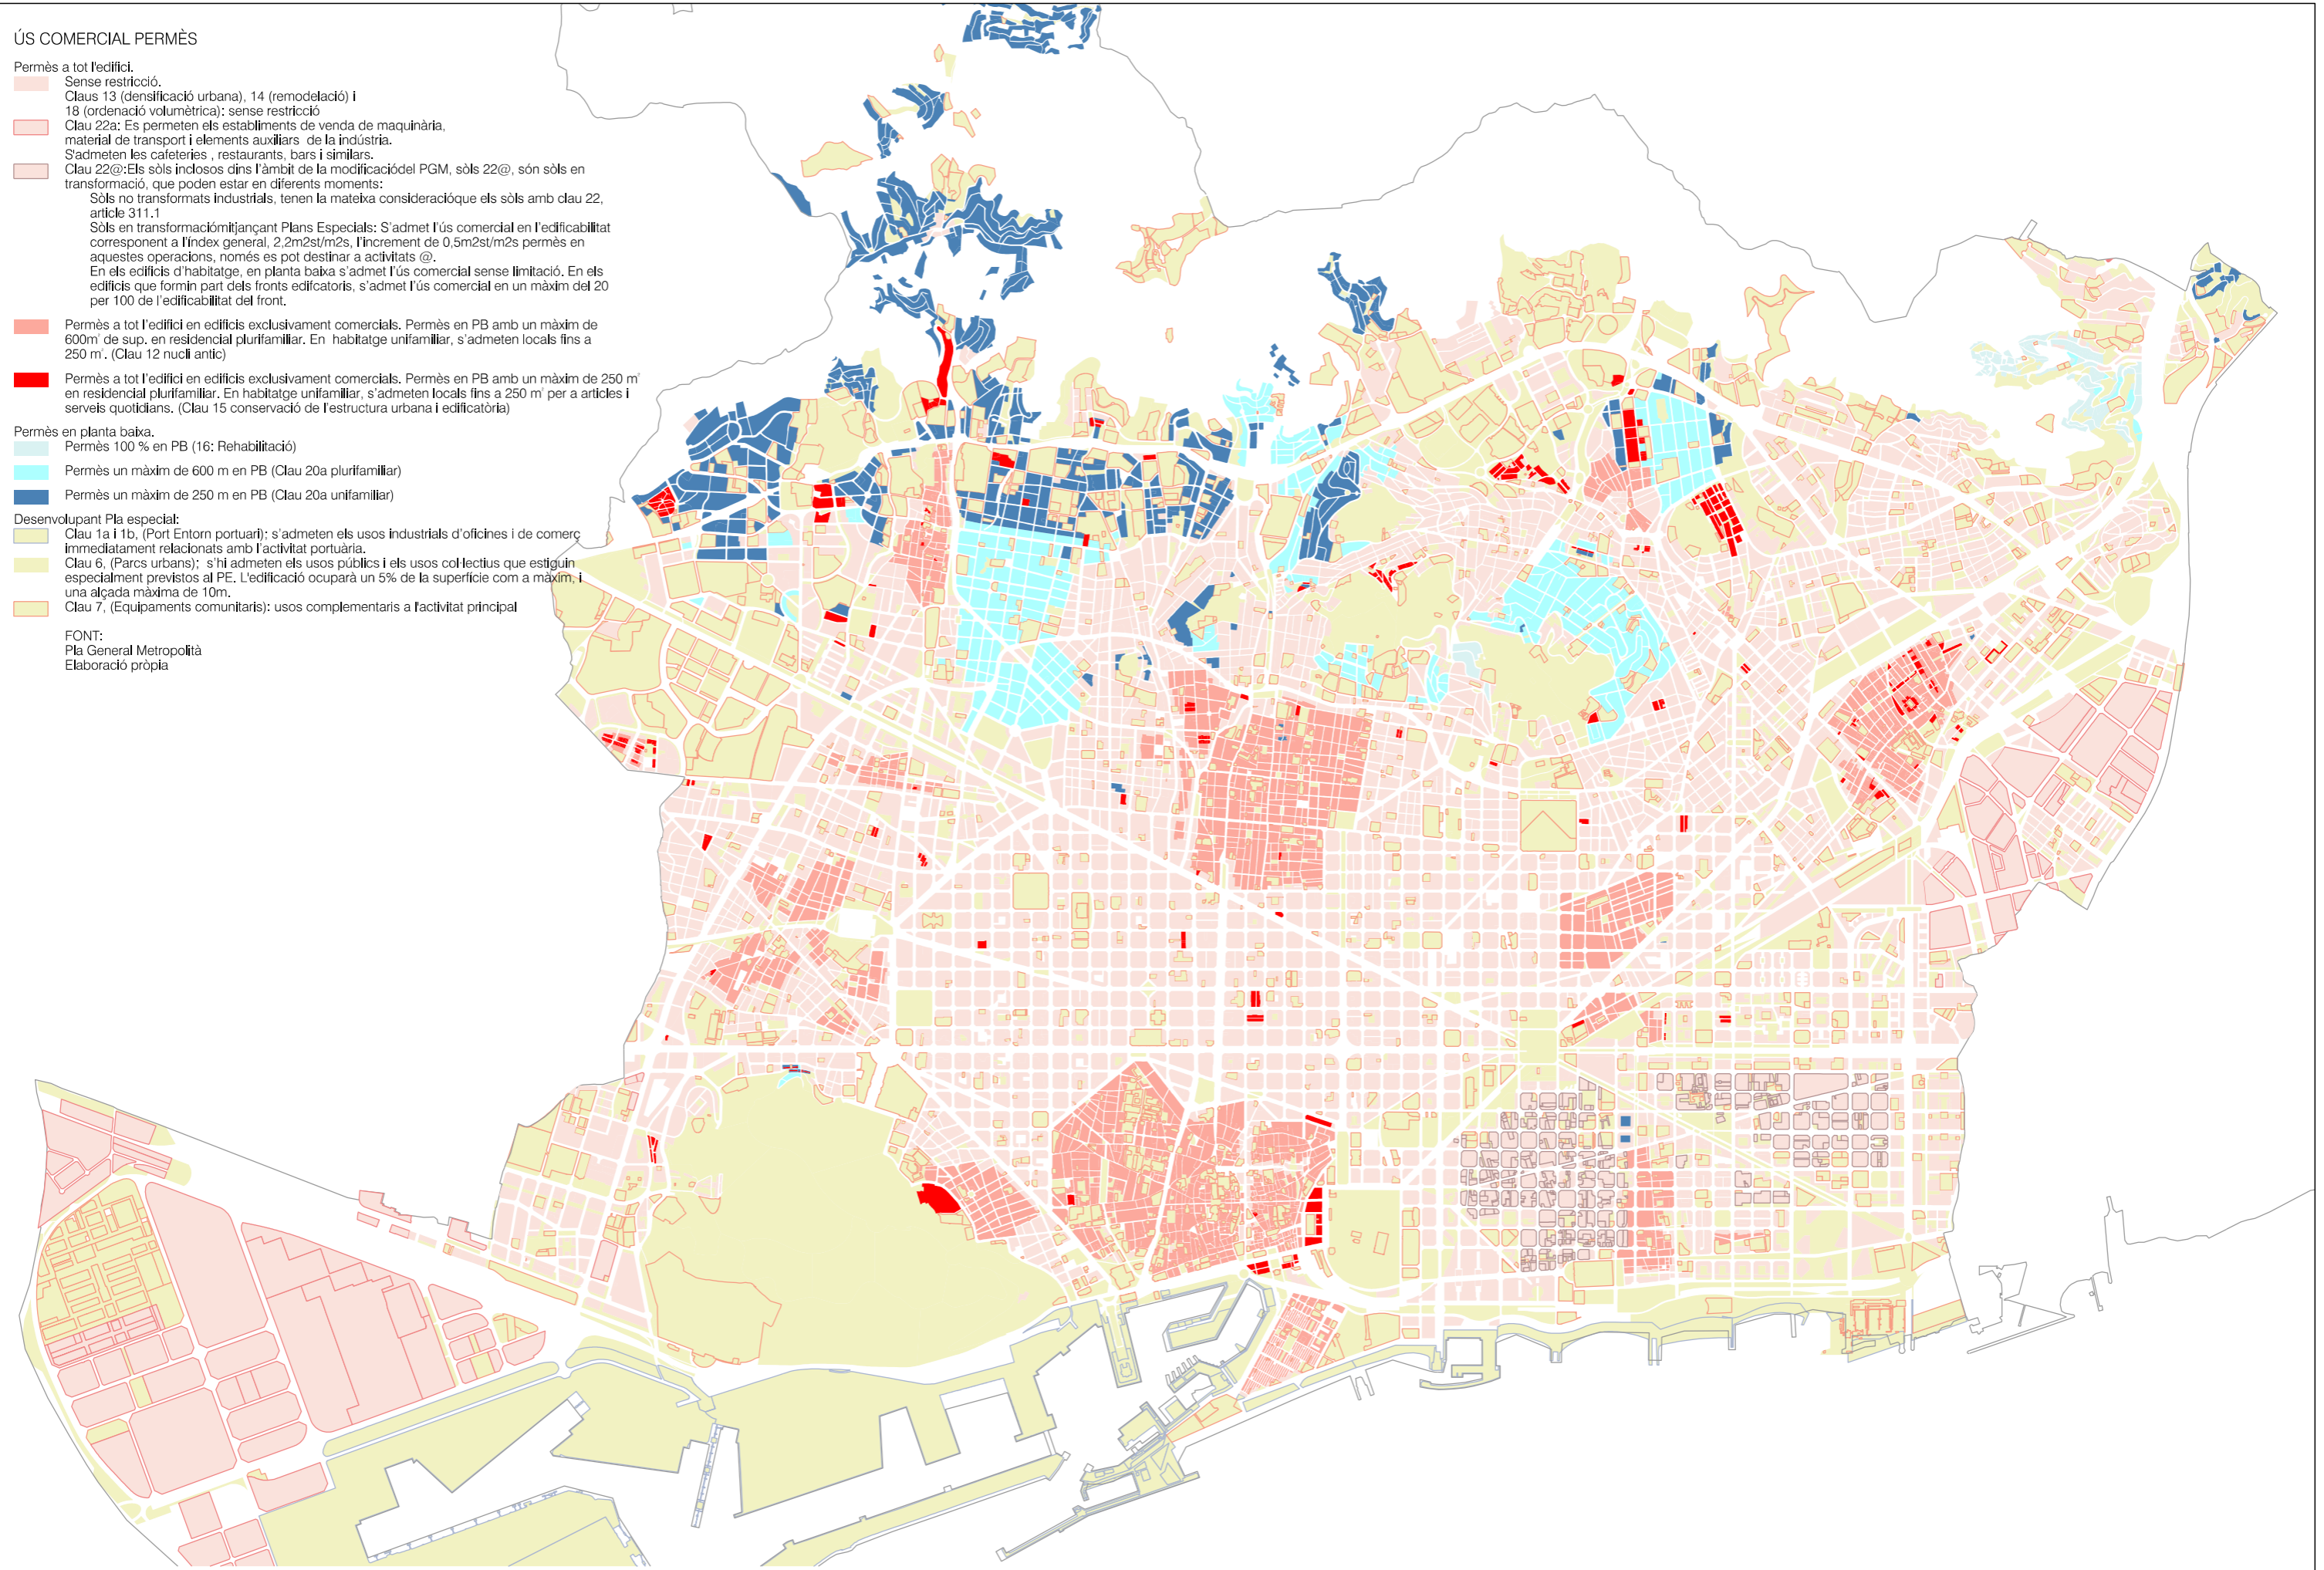 ÚS COMERCIAL PERMÈS
Permès a tot l'edifici.
Sense restricció.
Claus 13 (densificació urbana), 14 (remodelació) i
18 (ordenació volumètrica): sense restricció
Clau 22a: Es permeten els establiments de venda de maquinària,
material de transport i elements auxiliars de la indústria.
S'admeten les cafeteries , restaurants, bars i similars.
Clau 22@:Els sòls inclosos dins l'àmbit de la modificaciódel PGM, sòls 22@, són sòls en
transformació, que poden estar en diferents moments:
Sòls no transformats industrials, tenen la mateixa consideracióque els sòls amb clau 22,
article 311.1
Sòls en transformaciómitjançant Plans Especials: S'admet l'ús comercial en l'edificabilitat
corresponent a l'índex general, 2,2m2st/m2s, l'increment de 0,5m2st/m2s permès en
aquestes operacions, només es pot destinar a activitats @.
En els edificis d'habitatge, en planta baixa s'admet l'ús comercial sense limitació. En els
edificis que formin part dels fronts edifcatoris, s'admet l'ús comercial en un màxim del 20
per 100 de l'edificabilitat del front.
Permès a tot l'edifici en edificis exclusivament comercials. Permès en PB amb un màxim de
600m² de sup. en residencial plurifamiliar. En habitatge unifamiliar, s'admeten locals fins a
250 m². (Clau 12 nucli antic)
Permès a tot l'edifici en edificis exclusivament comercials. Permès en PB amb un màxim de 250 m²
en residencial plurifamiliar. En habitatge unifamiliar, s'admeten locals fins a 250 m² per a articles i
serveis quotidians. (Clau 15 conservació de l'estructura urbana i edificatòria)
Permès en planta baixa.
Permès 100 % en PB (16: Rehabilitació)
Permès un màxim de 600 m en PB (Clau 20a plurifamiliar)
Permès un màxim de 250 m en PB (Clau 20a unifamiliar)
Desenvolupant Pla especial:
Clau 1a i 1b, (Port Entorn portuari); s'admeten els usos industrials d'oficines i de comerç
immediatament relacionats amb l'activitat portuària.
Clau 6, (Parcs urbans); s'hi admeten els usos públics i els usos col·lectius que estiguin
especialment previstos al PE. L'edificació ocuparà un 5% de la superfície com a màxim, i
una alçada màxima de 10m.
Clau 7, (Equipaments comunitaris): usos complementaris a l'activitat principal
FONT:
Pla General Metropolità
Elaboració pròpia